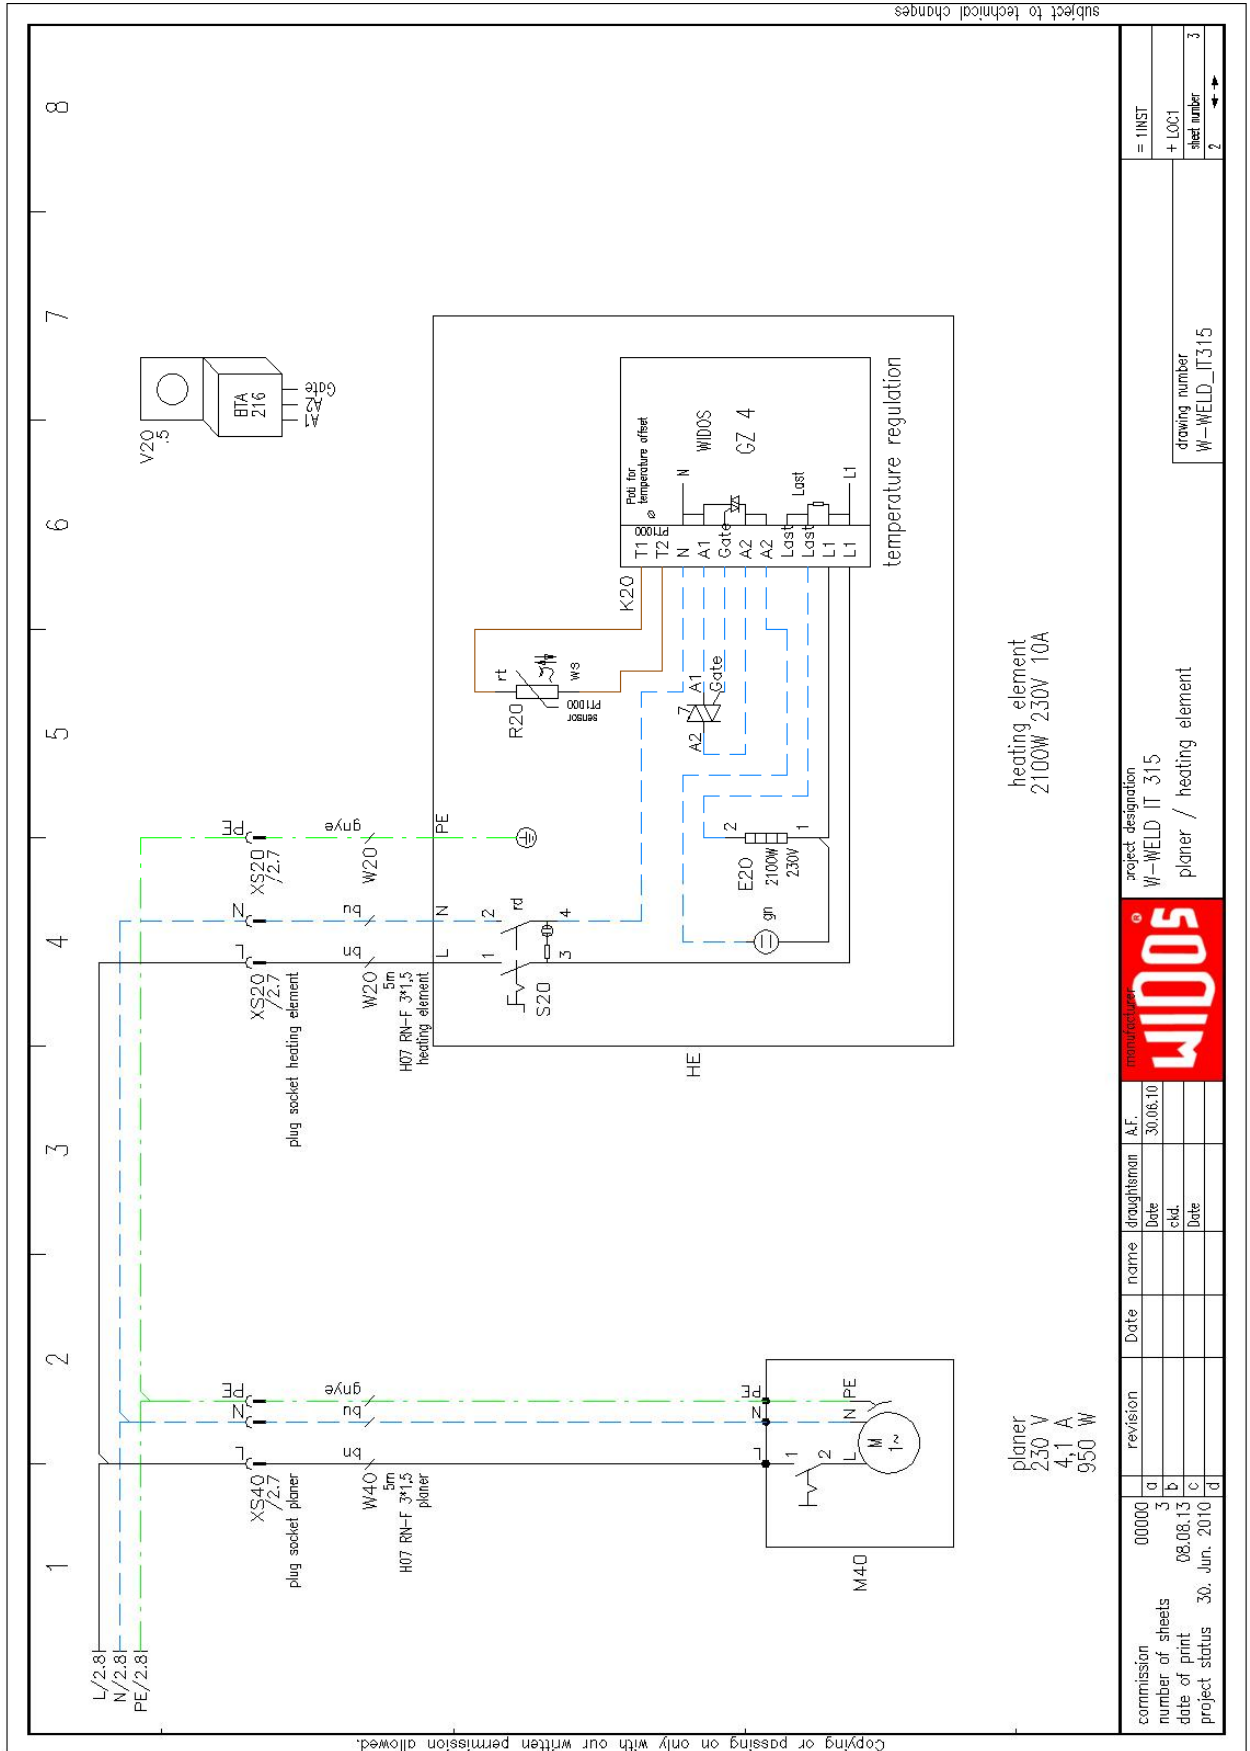 subject to technical changes
1
2
3
4
5
6
7
8
L/2.8
N/2.8
PE/2.8
XS40
/2.7
plug socket planer
L
N
PE
W40
5m
H07 RN-F 3*1,5
planer
bn
bu
gnye
L
N
PE
1
2
L
N
PE
M
1~
M40
planer
230 V
4,1 A
950 W
XS20
/2.7
plug socket heating element
L
N
XS20
/2.7
PE
W20
5m
H07 RN-F 3*1,5
heating element
bn
bu
W20
gnye
L
N
PE
HE
S20
1
2
rd
3
4
gn
E20
2100W
230V
1
2
R20
sensor
PT1000
rt
ws
A2
A1
Gate
K20
T1
T2
N
A1
Gate
A2
A2
Last
Last
L1
L1
PT1000
Poti for
temperature offset
N
WIDOS
GZ 4
Last
L1
temperature regulation
heating element
2100W 230V 10A
V20
.5
BTA
216
A1
A2
Gate
commission 00000
number of sheets 3
date of print 08.08.13
project status 30. Jun. 2010
a
b
c
d
revision
Date
name
draughtsman
A.F.
Date
30.06.10
ckd.
Date
manufacturer
WIDOS
®
project designation
W-WELD IT 315
planer / heating element
drawing number
W-WELD_IT315
= 1INST
+ LOC1
sheet number
3
2
Copying or passing on only with our written permission allowed.